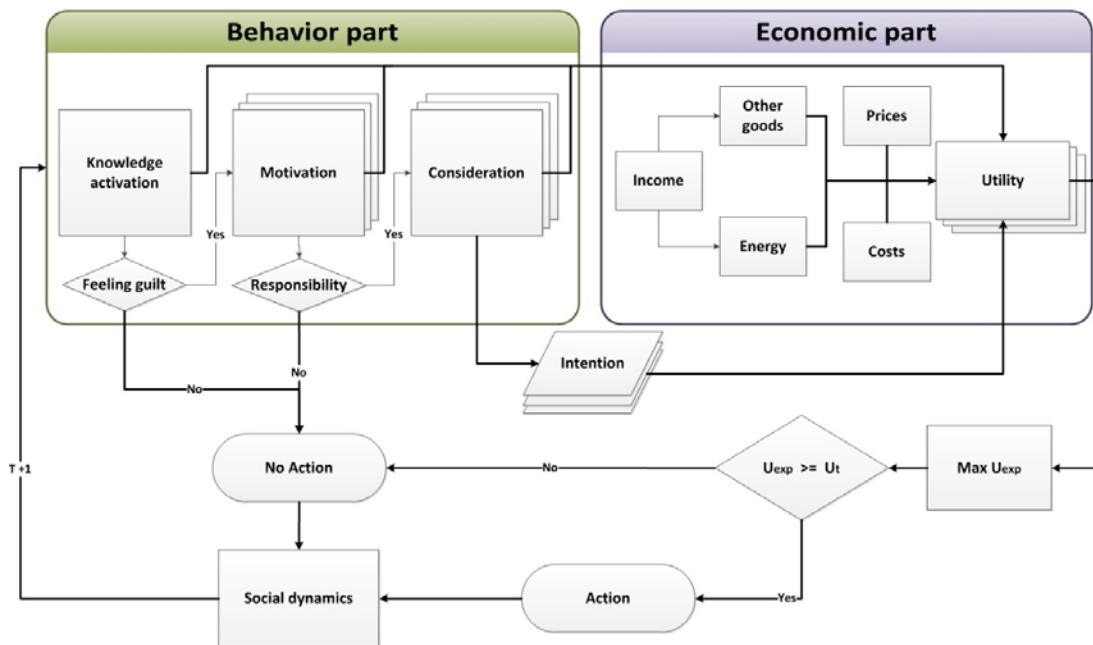 Behavior part
Economic part
Knowledge
activation
Motivation
Consideration
Other
goods
Prices
Income
Utility
Energy
Costs
Yes
Yes
Feeling guilt
Responsibility
No
No
Intention
T +1
No Action
No
Uexp >= Ut
Max Uexp
Social dynamics
Action
Yes